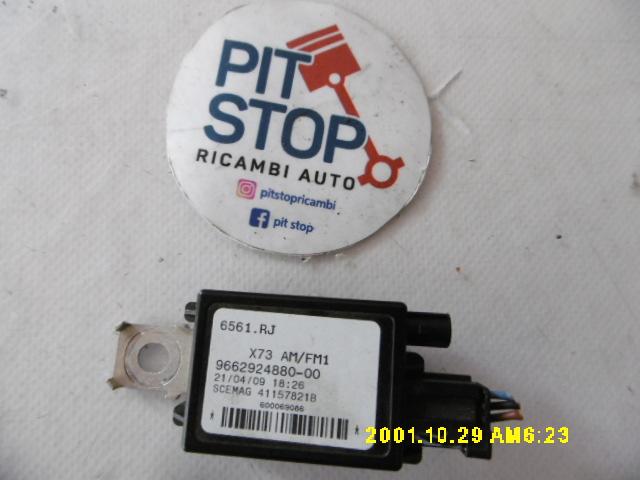 PIT
STOP
RICAMBI AUTO
pitstopricambi
pit stop
6561.RJ
X73 AM/FM1
9662924880-00
21/04/09 18:26
SCEMAG 41157821B
600069086
2001.10.29 AM6:23